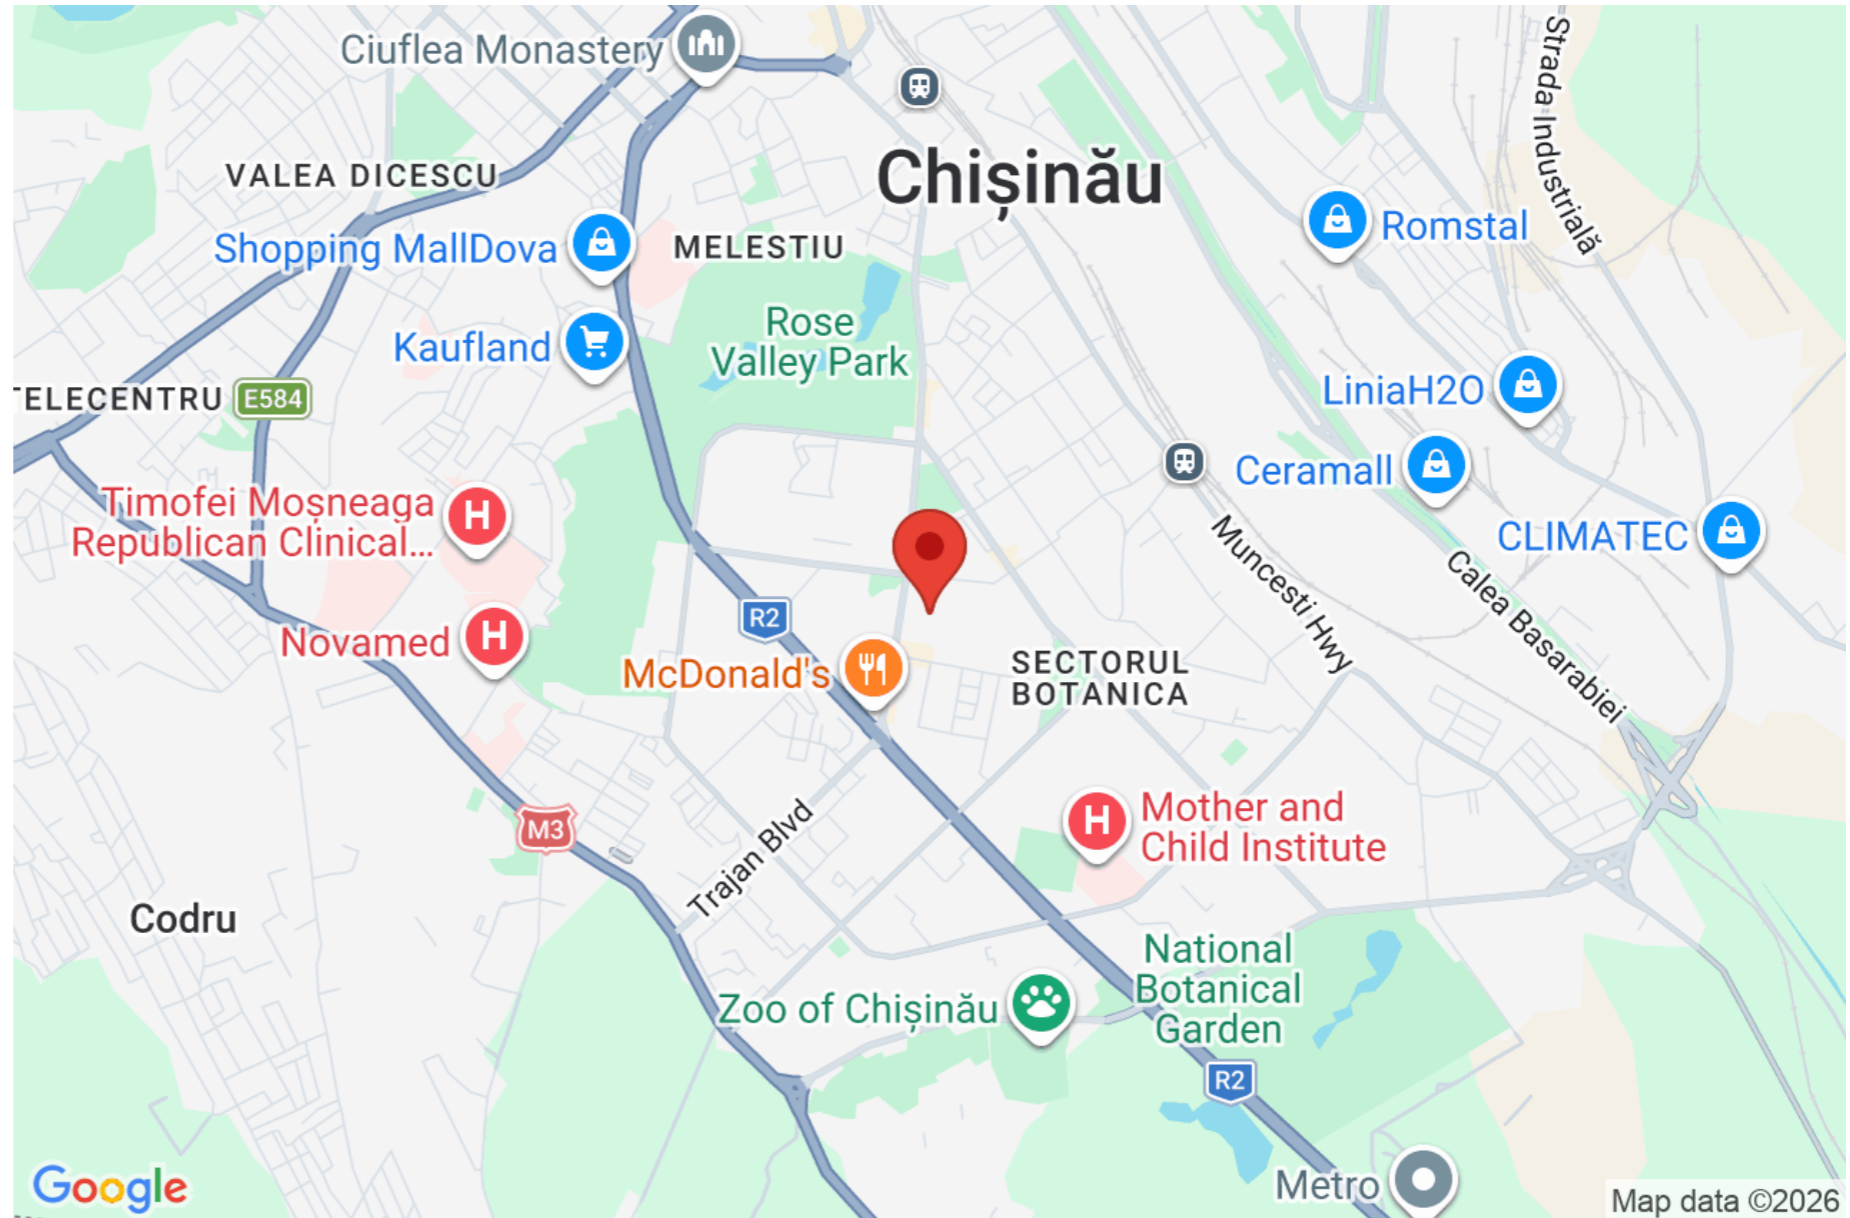 Ciuflea Monastery
Strada Industrială
Chișinău
VALEA DICESCU
Romstal
Shopping MallDova
MELESTIU
Rose
Valley Park
Kaufland
TELECENTRU
E584
LiniaH2O
Ceramall
Timofei Moșneaga
Republican Clinical...
CLIMATEC
Muncesti Hwy
Calea Basarabiei
R2
Novamed
McDonald's
SECTORUL
BOTANICA
M3
Trajan Blvd
Mother and
Child Institute
Codru
National
Botanical
Garden
Zoo of Chișinău
R2
Metro
Google
Map data ©2026